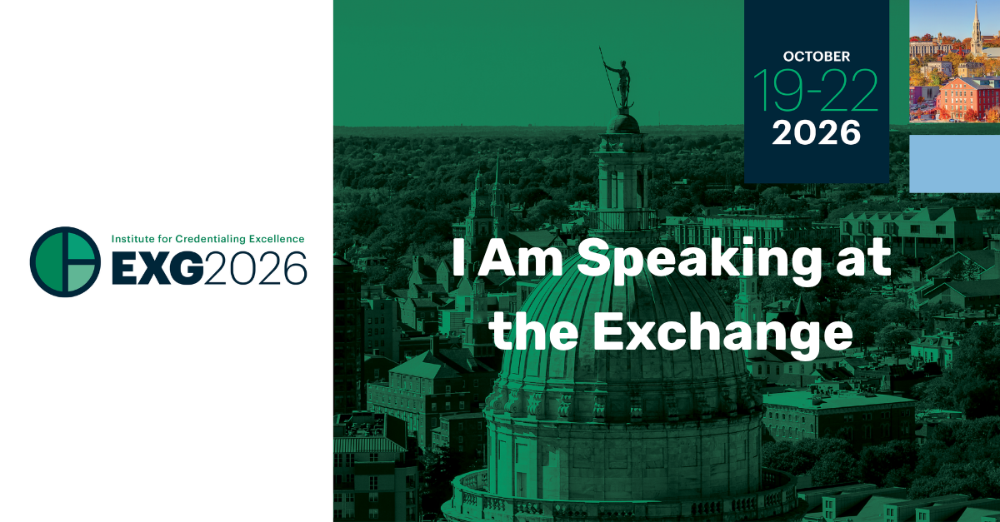 Institute for Credentialing Excellence
EXG2026
OCTOBER
19-22
2026
I Am Speaking at
the Exchange